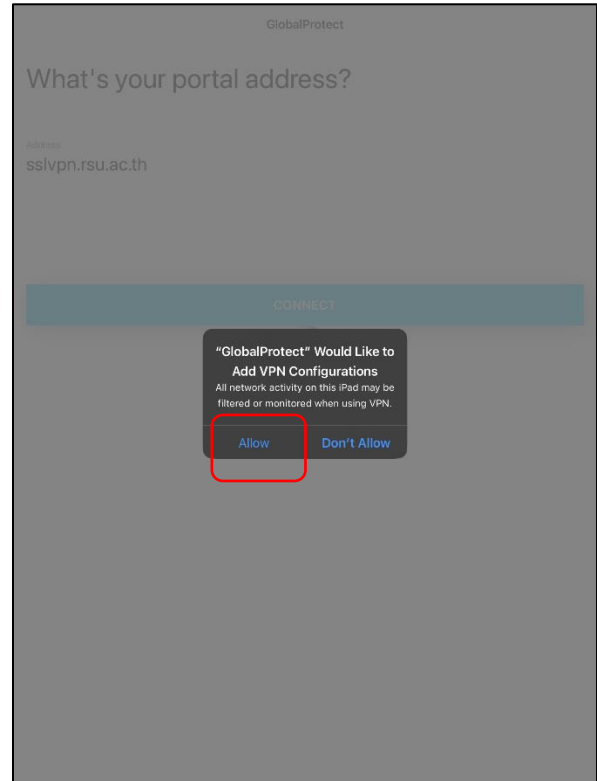 GlobalProtect
What's your portal address?
Address
sslvpn.rsu.ac.th
CONNECT
"GlobalProtect" Would Like to
Add VPN Configurations
All network activity on this iPad may be
filtered or monitored when using VPN.
Allow Don't Allow